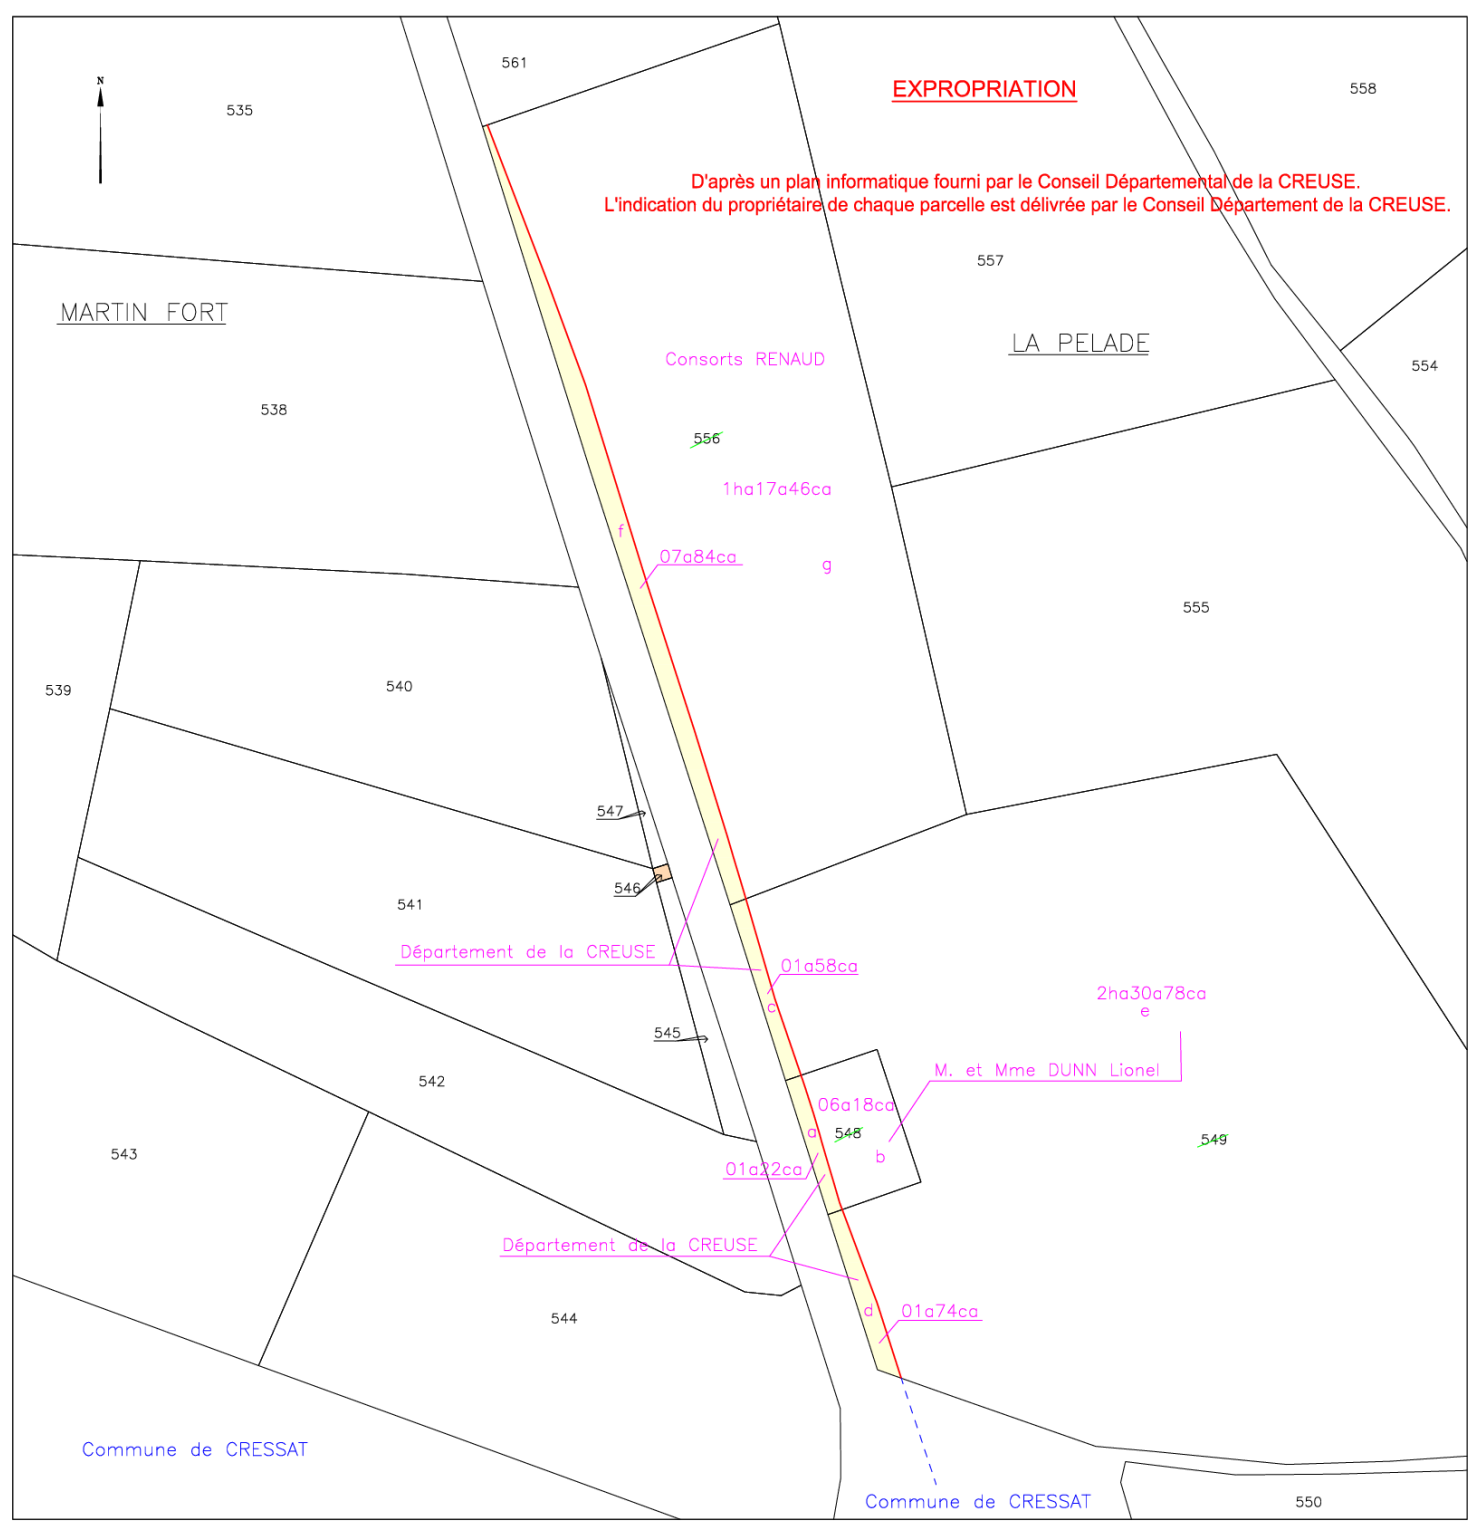 561
N
535
EXPROPRIATION
558
D'après un plan informatique fourni par le Conseil Départemental de la CREUSE.
L'indication du propriétaire de chaque parcelle est délivrée par le Conseil Département de la CREUSE.
557
MARTIN FORT
LA PELADE
Consorts RENAUD
554
538
556
1ha17a46ca
f
07a84ca
g
555
539
540
547
546
541
Département de la CREUSE
01a58ca
c
2ha30a78ca
e
545
M. et Mme DUNN Lionel
542
06a18ca
a
548
549
543
b
01a22ca
Département de la CREUSE
d
01a74ca
544
Commune de CRESSAT
Commune de CRESSAT
550